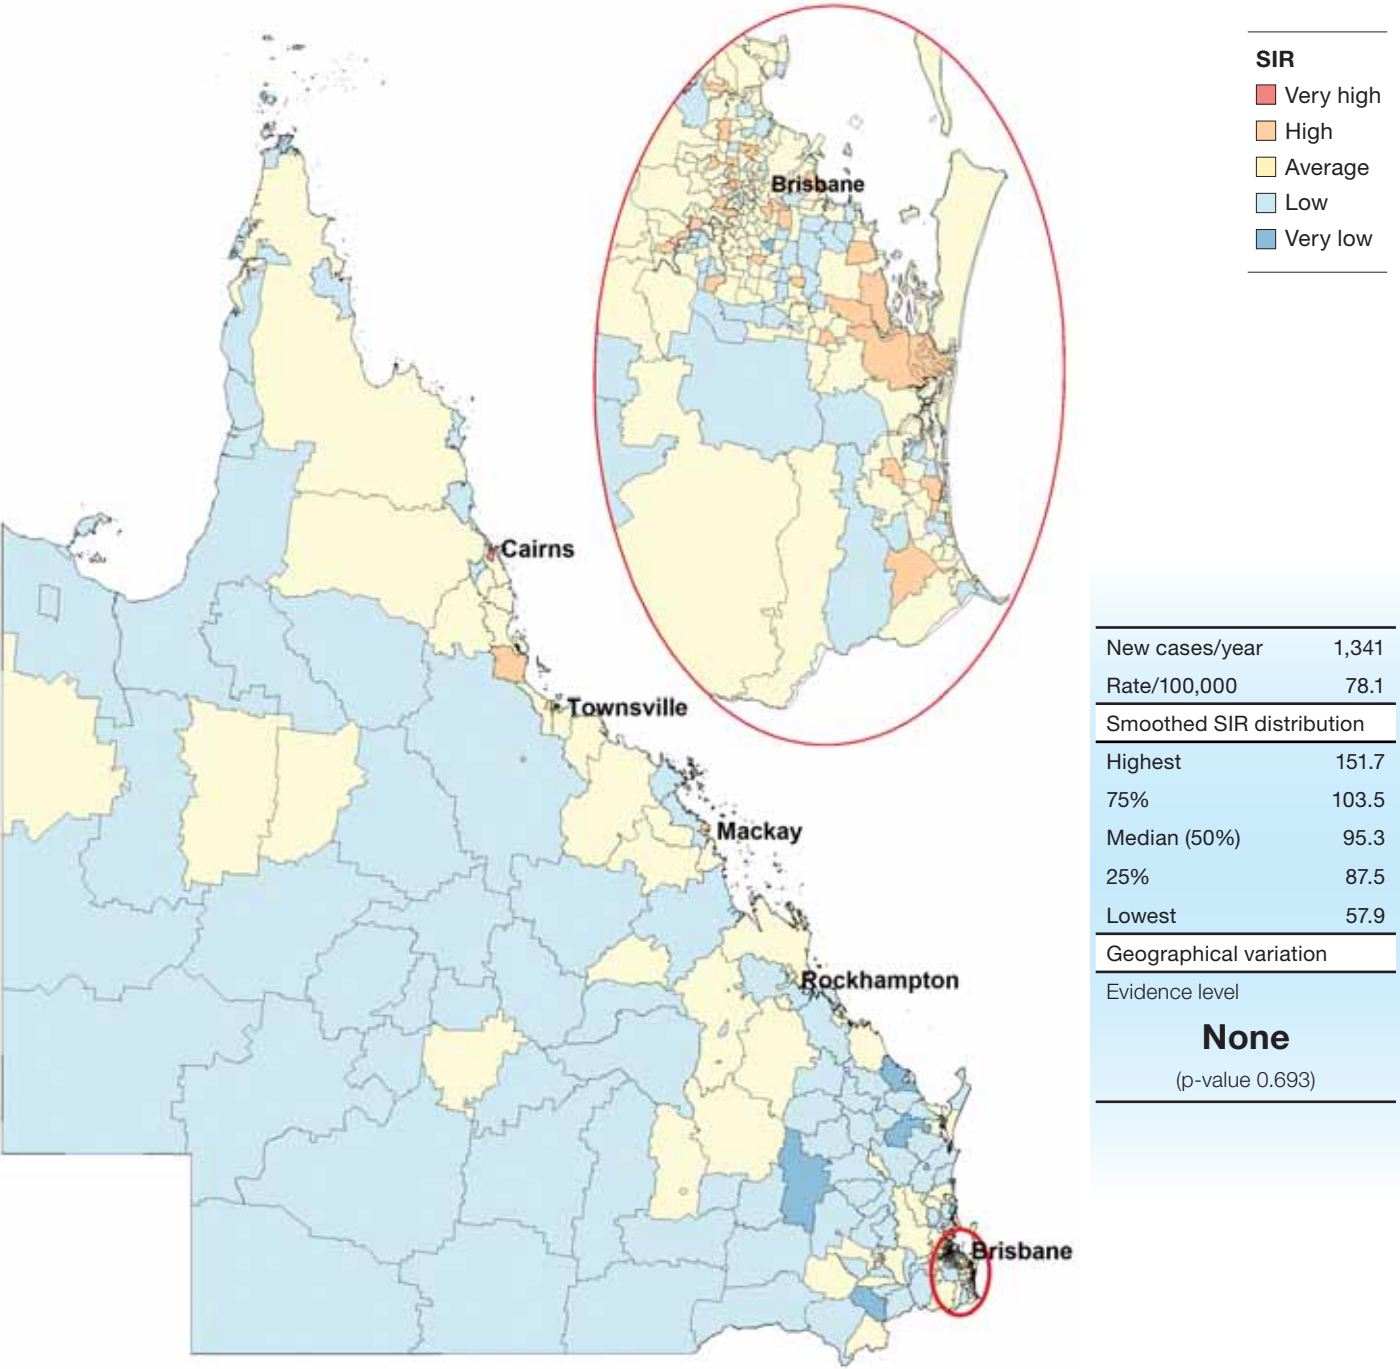 SIR
Very high
High
Average
Low
Very low
Brisbane
Cairns
Townsville
Mackay
Rockhampton
Brisbane
New cases/year 1,341
Rate/100,000 78.1
Smoothed SIR distribution
Highest 151.7
75% 103.5
Median (50%) 95.3
25% 87.5
Lowest 57.9
Geographical variation
Evidence level
None
(p-value 0.693)